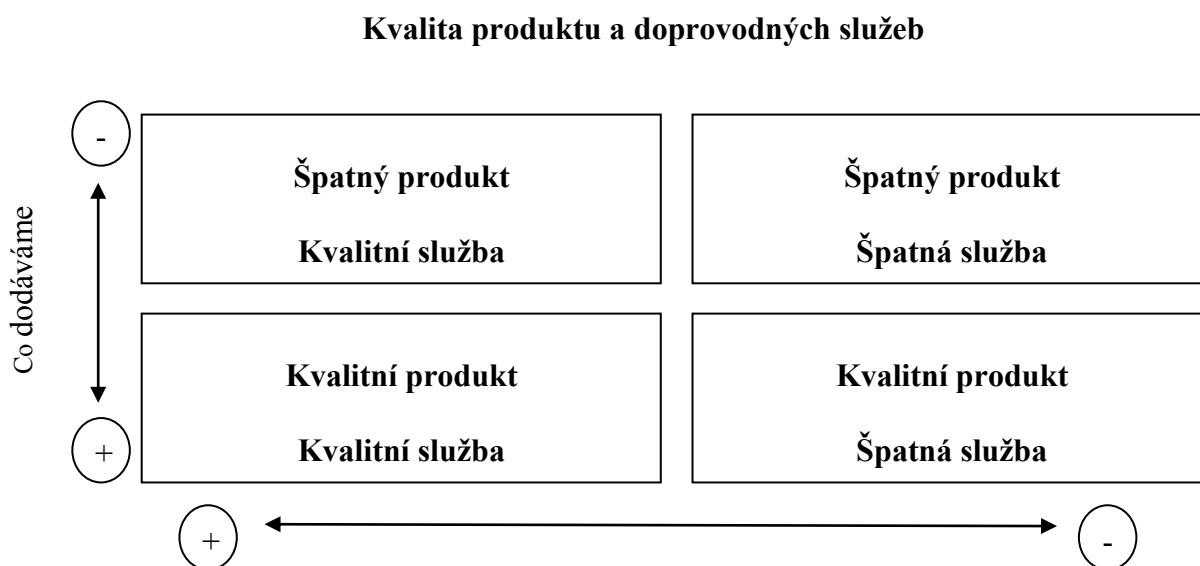 Kvalita produktu a doprovodných služeb
-
Špatný produkt
Kvalitní služba
Špatný produkt
Špatná služba
Co dodáváme
Kvalitní produkt
Kvalitní služba
Kvalitní produkt
Špatná služba
+
+
-